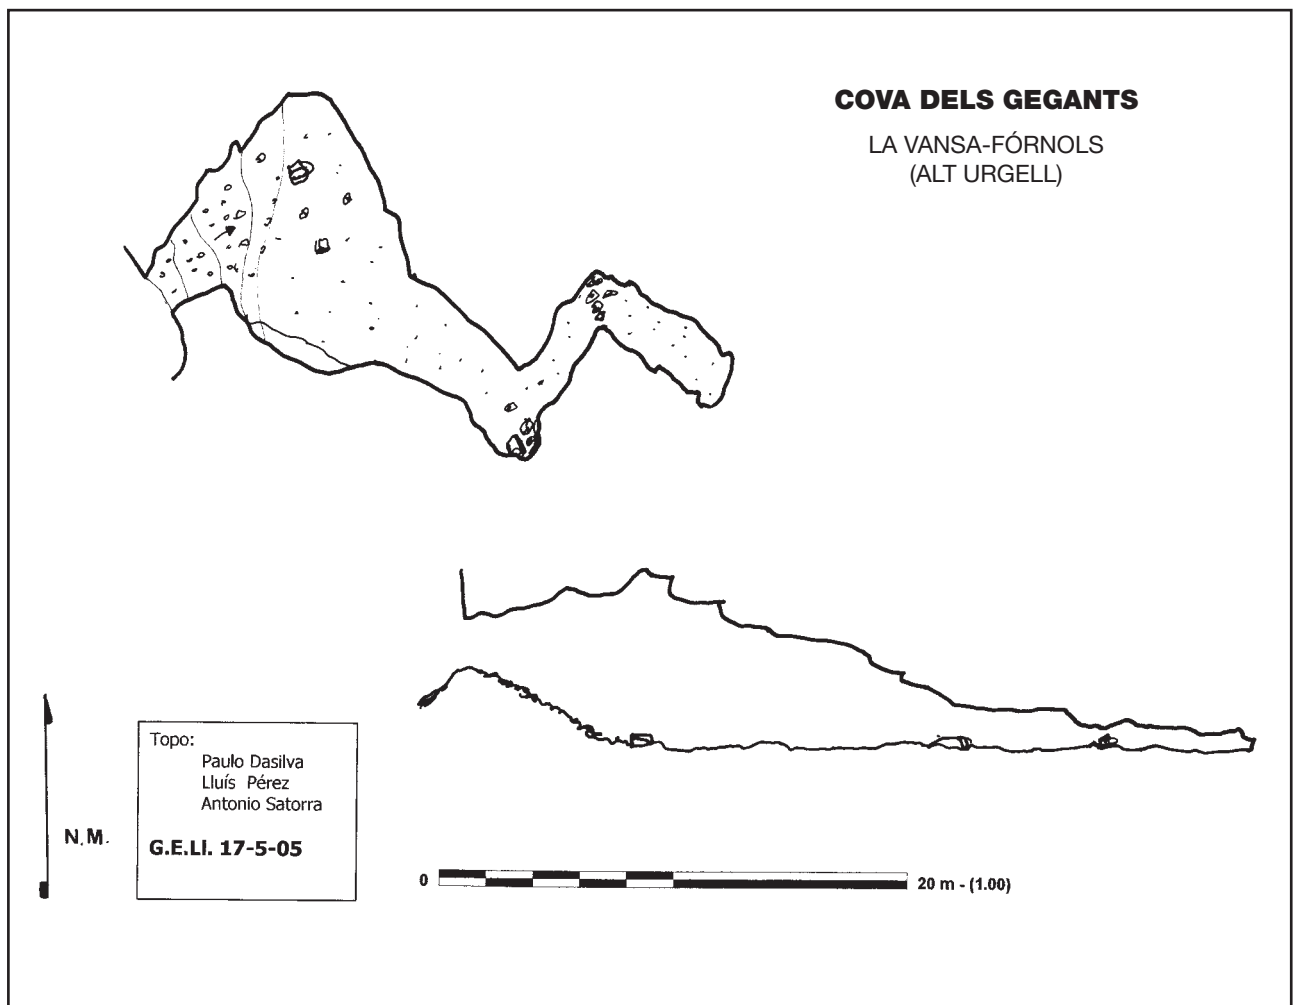 COVA DELS GEGANTS
LA VANSA-FÓRNOLS
(ALT URGELL)
Topo:
Paulo Dasilva
Lluís Pérez
Antonio Satorra
G.E.Ll. 17-5-05
N.M.
0
20 m - (1.00)